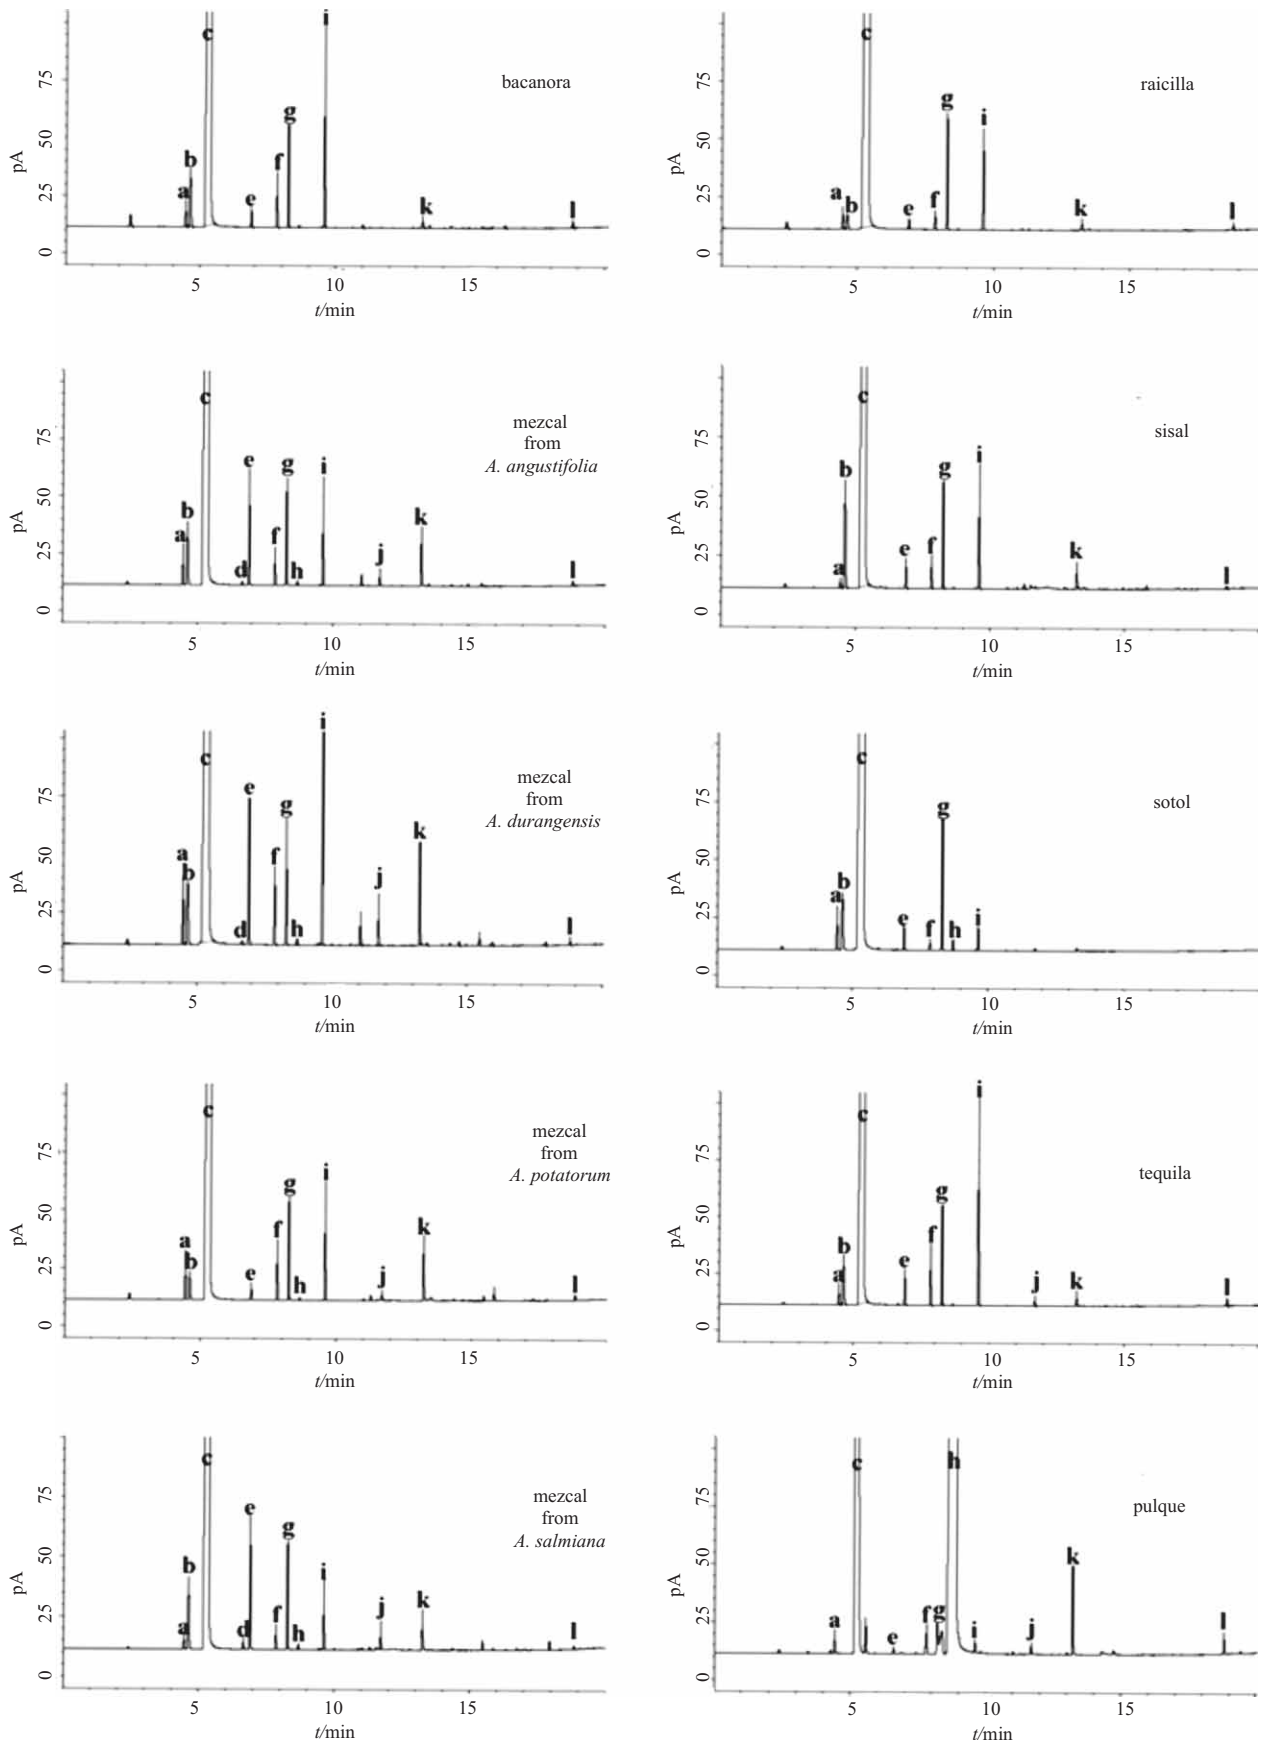 bacanora
c
i
g
b
f
a
e
k
l
pA
75
50
25
0
5
10
15
t/min
raicilla
c
g
i
a
b
f
e
k
l
pA
75
50
25
0
5
10
15
t/min
mezcal
from
A. angustifolia
c
e
g
i
b
k
a
f
j
d
h
l
pA
75
50
25
0
5
10
15
t/min
sisal
c
b
g
i
e
f
k
a
l
pA
75
50
25
0
5
10
15
t/min
mezcal
from
A. durangensis
i
c
e
g
k
a
f
b
j
d
h
l
pA
75
50
25
0
5
10
15
t/min
sotol
c
g
b
a
e
f
h
i
pA
75
50
25
0
5
10
15
t/min
mezcal
from
A. potatorum
c
i
g
f
k
a
b
e
h
j
l
pA
75
50
25
0
5
10
15
t/min
tequila
i
c
g
f
b
e
a
j
k
l
pA
75
50
25
0
5
10
15
t/min
mezcal
from
A. salmiana
c
e
g
b
i
f
j
k
a
d
h
l
pA
75
50
25
0
5
10
15
t/min
pulque
c
h
k
a
f
g
e
i
j
l
pA
75
50
25
0
5
10
15
t/min